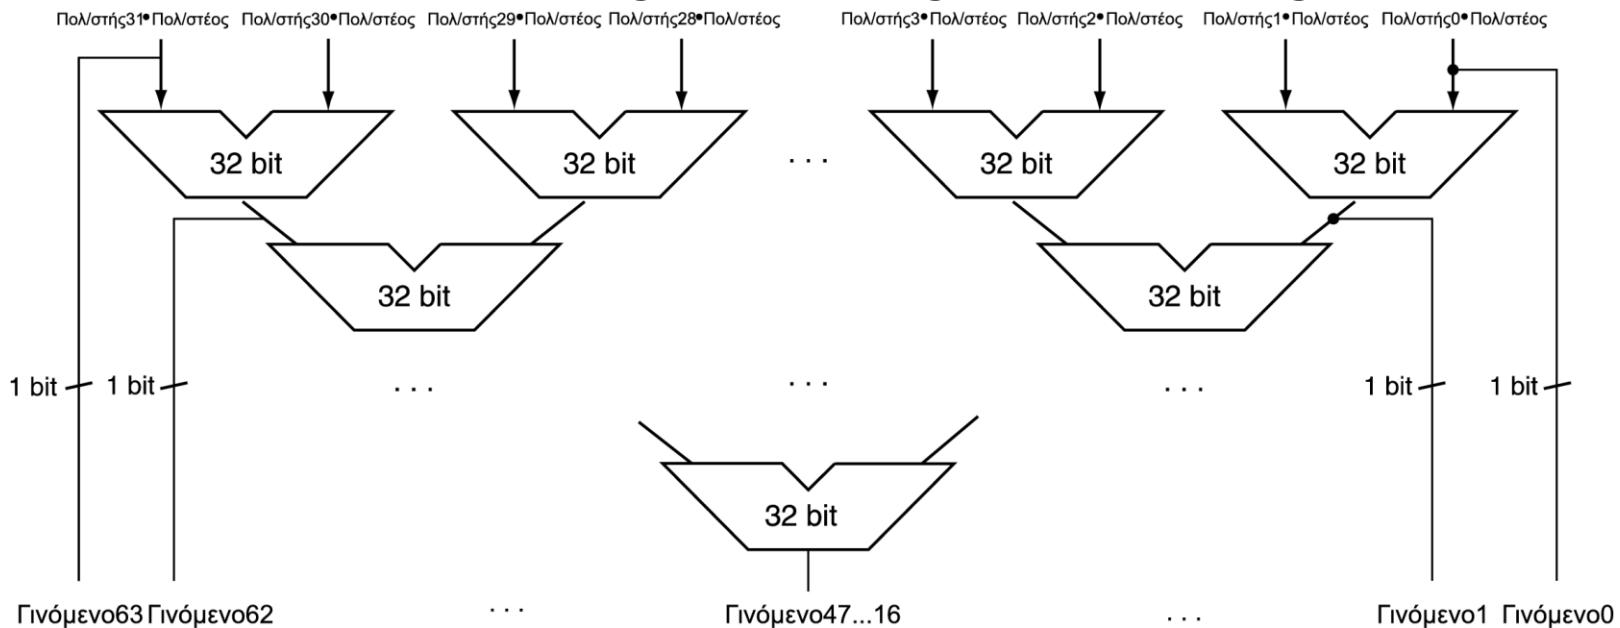 Πολ/στής31•Πολ/στέος Πολ/στής30•Πολ/στέος Πολ/στής29•Πολ/στέος Πολ/στής28•Πολ/στέος Πολ/στής3•Πολ/στέος Πολ/στής2•Πολ/στέος Πολ/στής1•Πολ/στέος Πολ/στής0•Πολ/στέος
32 bit 32 bit . . . 32 bit 32 bit
32 bit 32 bit
1 bit 1 bit . . . . . . . . . 1 bit 1 bit
32 bit
Γινόμενο63 Γινόμενο62 . . . Γινόμενο47...16 . . . Γινόμενο1 Γινόμενο0